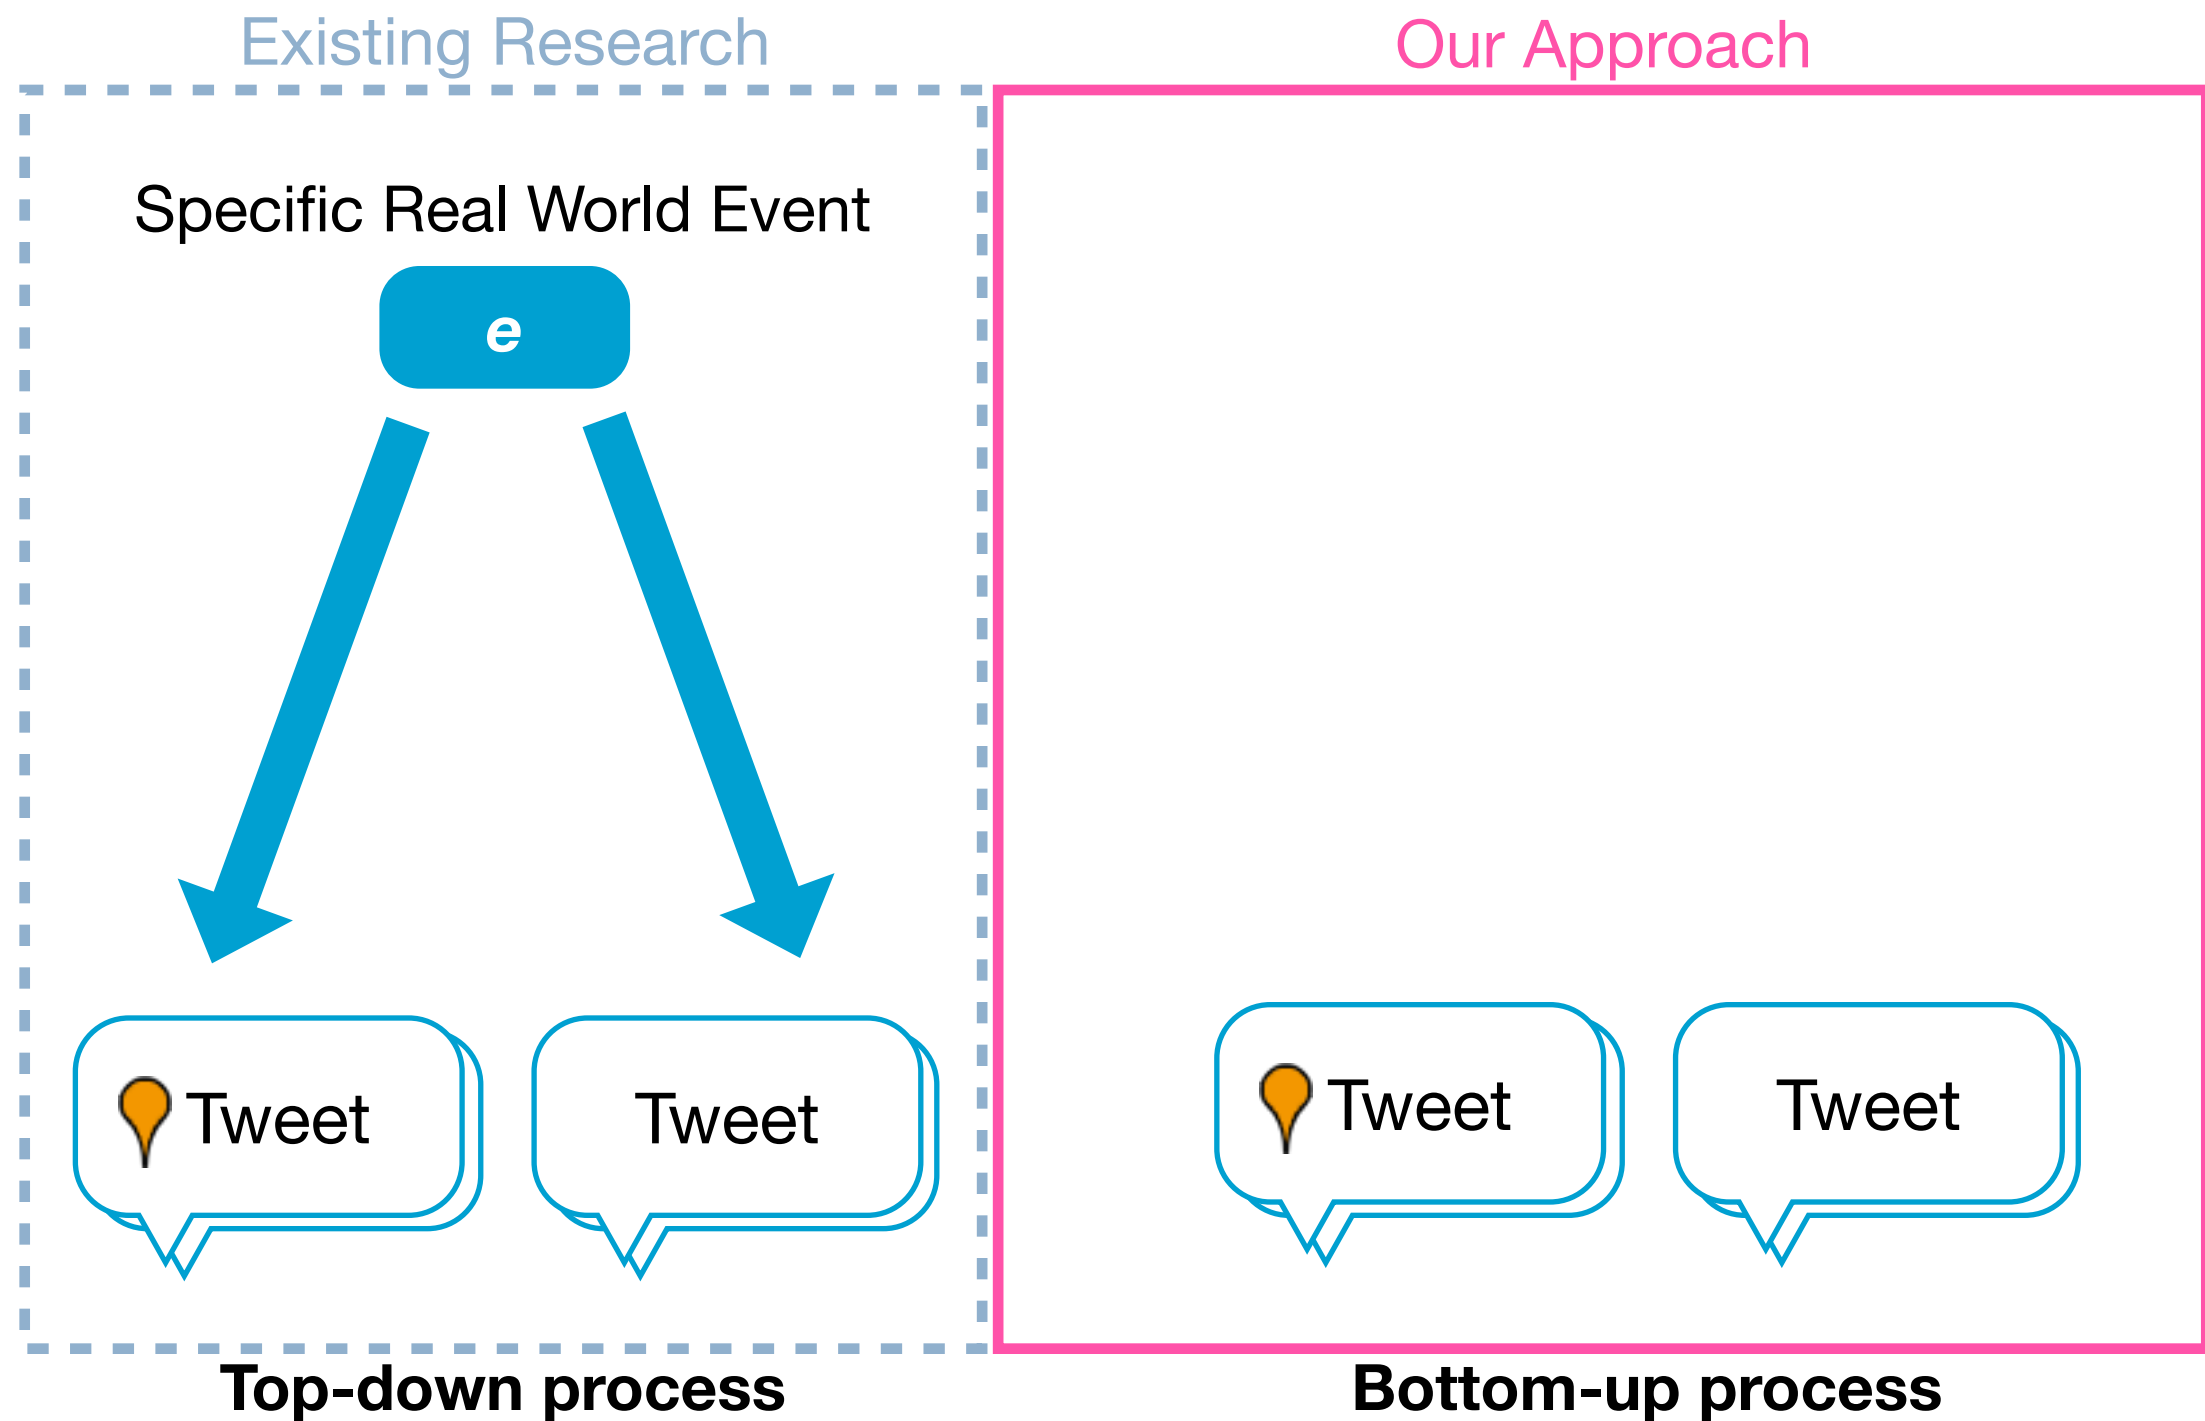 Existing Research
Our Approach
Specific Real World Event
e
Tweet
Tweet
Tweet
Tweet
Top-down process
Bottom-up process